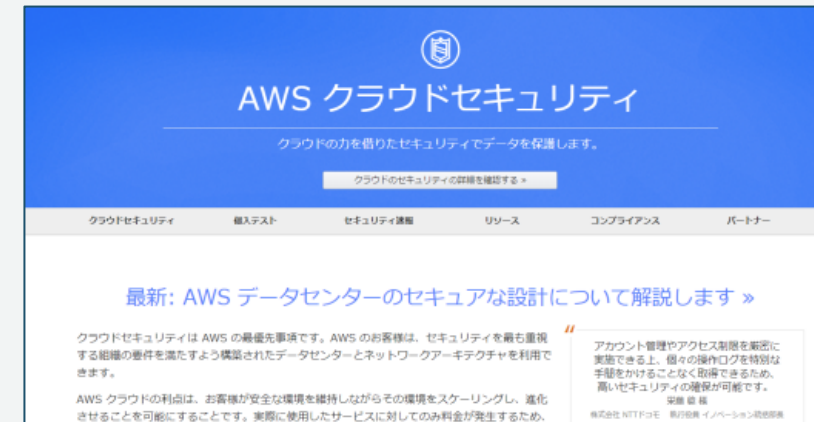 AWS クラウドセキュリティ
クラウドの力を借りたセキュリティでデータを保護します。
クラウドのセキュリティの詳細を確認する »
クラウドセキュリティ 侵入テスト セキュリティ速報 リソース コンプライアンス パートナー
最新: AWS データセンターのセキュアな設計について解説します »
クラウドセキュリティは AWS の最優先事項です。AWS のお客様は、セキュリティを最も重視
する組織の要件を満たすよう構築されたデータセンターとネットワークアーキテクチャを利用で
きます。
AWS クラウドの利点は、お客様が安全な環境を維持しながらその環境をスケーリングし、進化
させることを可能にすることです。実際に使用したサービスに対してのみ料金が発生するため、
"
アカウント管理やアクセス制限を厳密に
実施できる上、個々の操作ログを特別な
手間をかけることなく取得できるため、
高いセキュリティの確保が可能です。
栄藤 稔 様
株式会社 NTTドコモ 執行役員 イノベーション統括部長